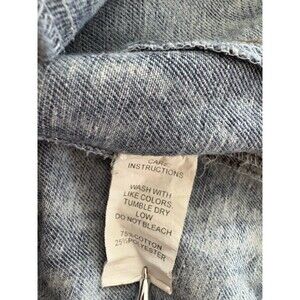 CARE
INSTRUCTIONS
WASH WITH
LIKE COLORS,
TUMBLE DRY
LOW
DO NOT BLEACH
75%COTTON
25%POLYESTER